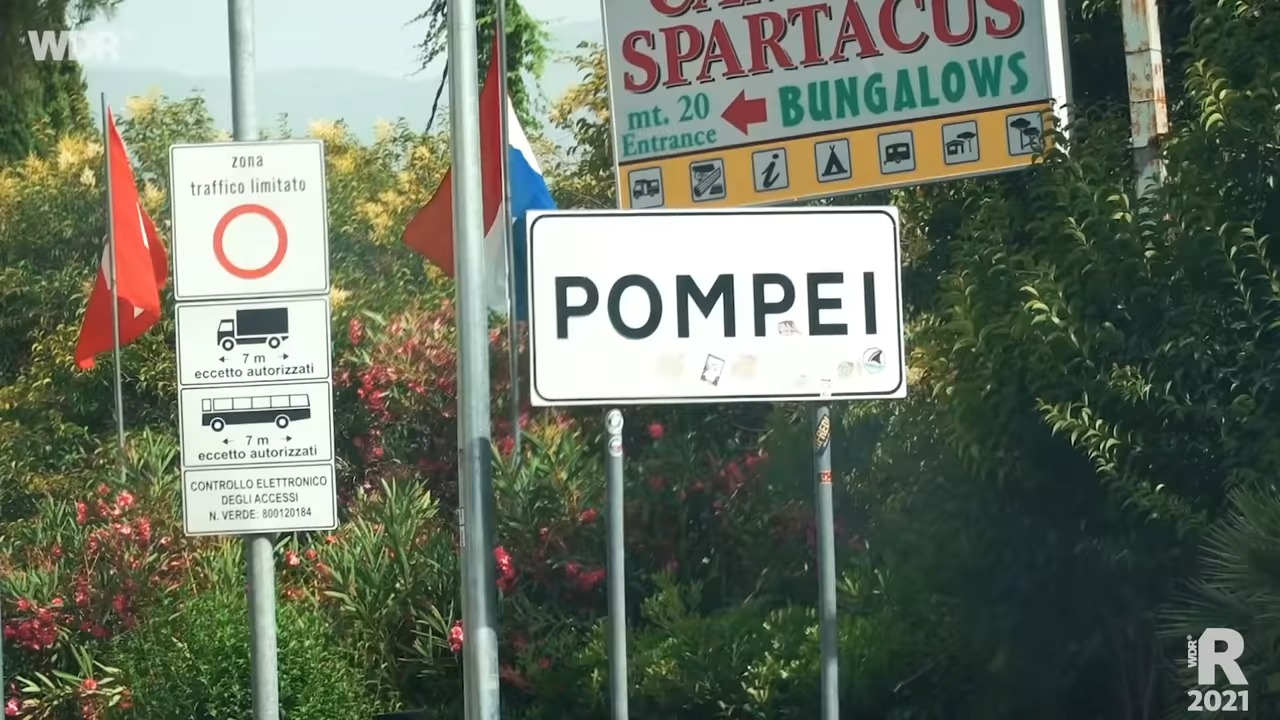 WDR
zona
traffico limitato
7 m
eccetto autorizzati
7 m
eccetto autorizzati
CONTROLLO ELETTRONICO
DEGLI ACCESSI
N. VERDE: 800120184
SPARTACUS
mt. 20
Entrance
BUNGALOWS
i
POMPEI
WDR
R
2021